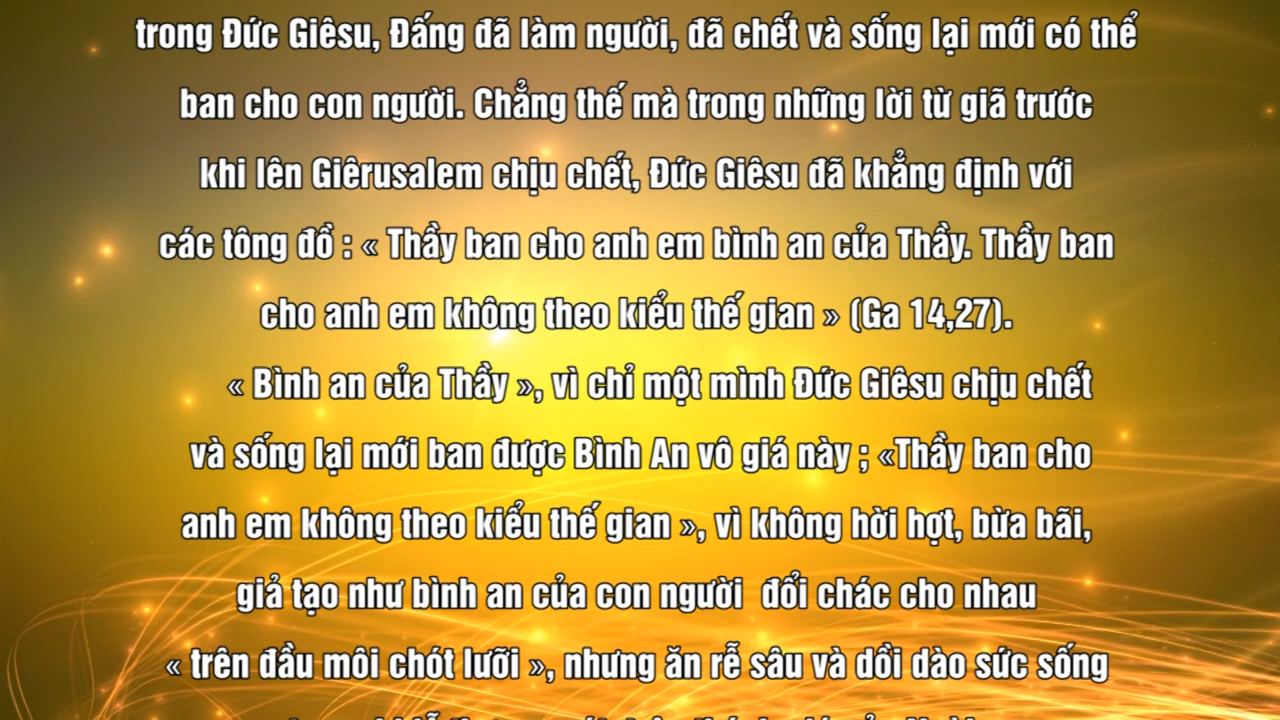 trong Đức Giêsu, Đấng đã làm người, đã chết và sống lại mới có thể
ban cho con người. Chẳng thế mà trong những lời từ giã trước
khi lên Giêrusalem chịu chết, Đức Giêsu đã khẳng định với
các tông đồ : « Thầy ban cho anh em bình an của Thầy. Thầy ban
cho anh em không theo kiểu thế gian » (Ga 14,27).
« Bình an của Thầy », vì chỉ một mình Đức Giêsu chịu chết
và sống lại mới ban được Bình An vô giá này ; «Thầy ban cho
anh em không theo kiểu thế gian », vì không hời hợt, bừa bãi,
giả tạo như bình an của con người đổi chác cho nhau
« trên đầu môi chót lưỡi », nhưng ăn rễ sâu và dồi dào sức sống